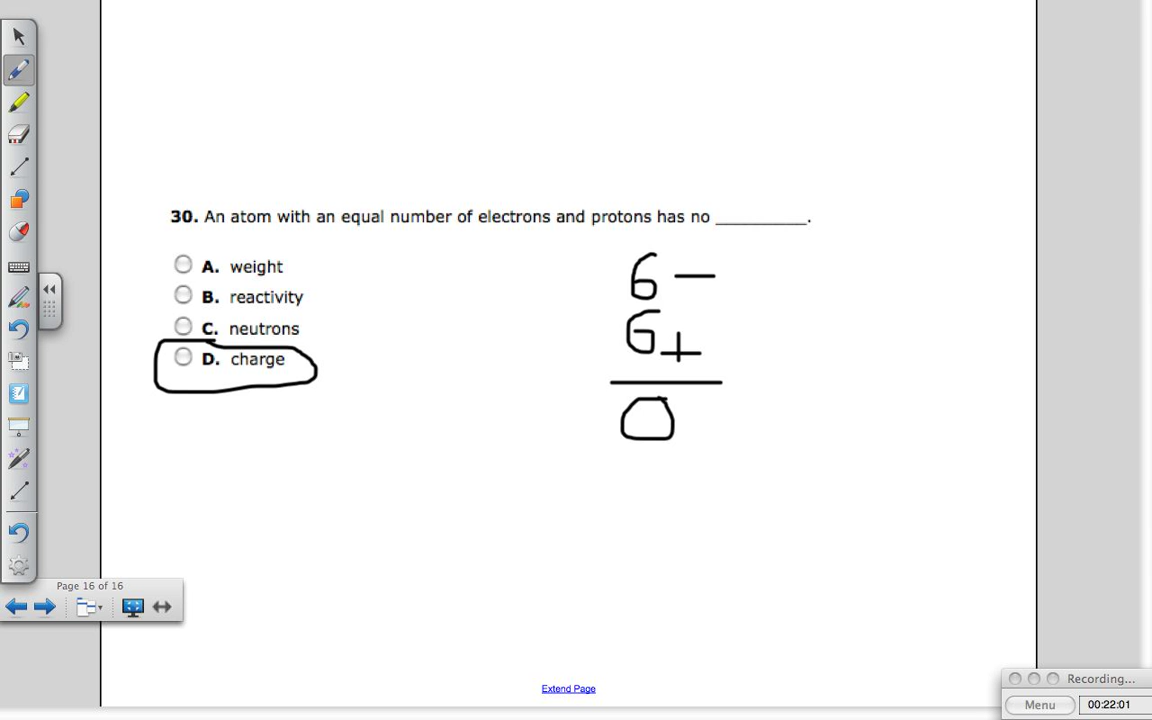 30. An atom with an equal number of electrons and protons has no _________.
A. weight
B. reactivity
C. neutrons
D. charge
6 —
6 +
0
Page 16 of 16
Extend Page
Recording...
Menu
00:22:01